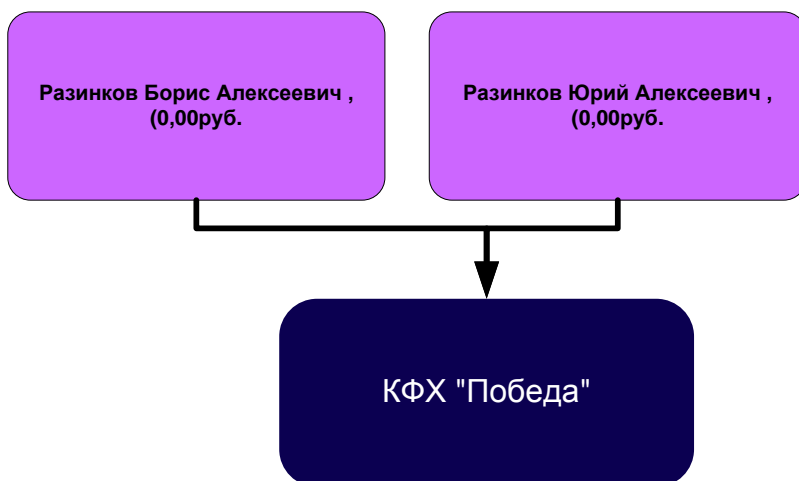 Разинков Борис Алексеевич ,
(0,00руб.
Разинков Юрий Алексеевич ,
(0,00руб.
КФХ "Победа"